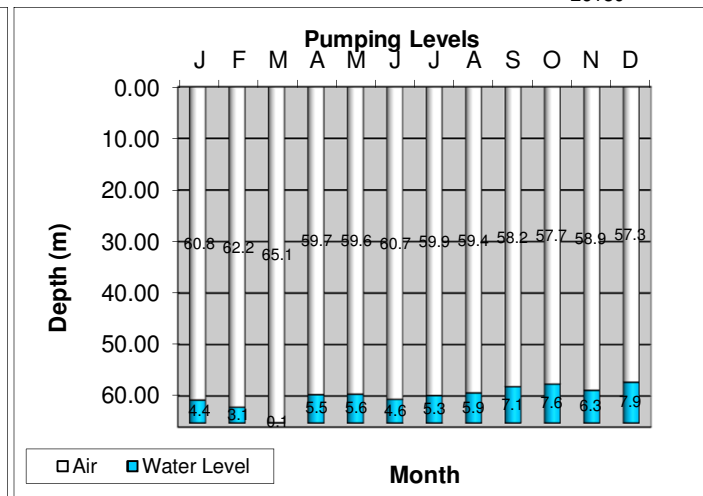 Pumping Levels
J F M A M J J A S O N D
0.00
10.00
20.00
30.00
40.00
50.00
60.00
Depth (m)
60.8 62.2 65.1 59.7 59.6 60.7 59.9 59.4 58.2 57.7 58.9 57.3
4.4 3.1 0.1 5.5 5.6 4.6 5.3 5.9 7.1 7.6 6.3 7.9
Air Water Level
Month